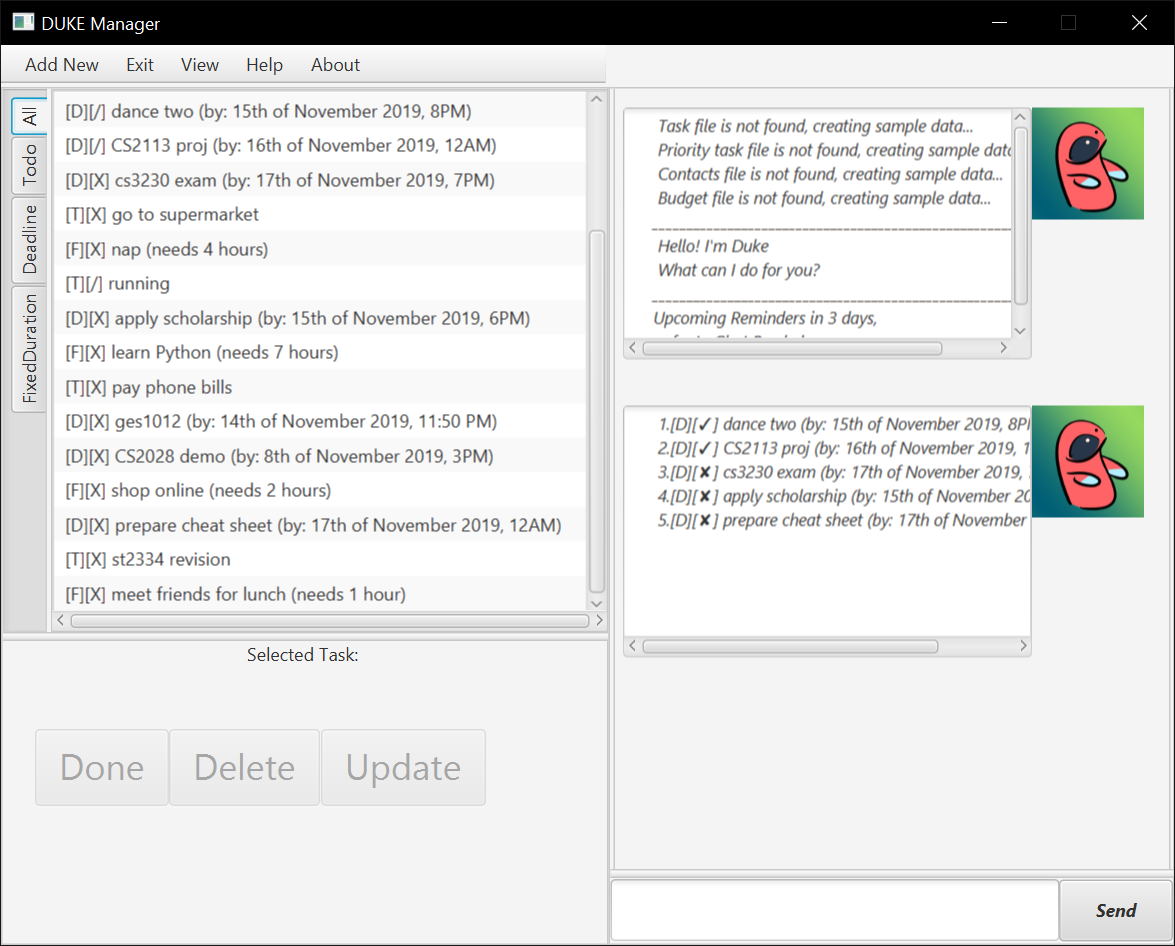 DUKE Manager
Add New Exit View Help About
All
Todo
Deadline
FixedDuration
[D][/] dance two (by: 15th of November 2019, 8PM)
[D][/] CS2113 proj (by: 16th of November 2019, 12AM)
[D][X] cs3230 exam (by: 17th of November 2019, 7PM)
[T][X] go to supermarket
[F][X] nap (needs 4 hours)
[T][/] running
[D][X] apply scholarship (by: 15th of November 2019, 6PM)
[F][X] learn Python (needs 7 hours)
[T][X] pay phone bills
[D][X] ges1012 (by: 14th of November 2019, 11:50 PM)
[D][X] CS2028 demo (by: 8th of November 2019, 3PM)
[F][X] shop online (needs 2 hours)
[D][X] prepare cheat sheet (by: 17th of November 2019, 12AM)
[T][X] st2334 revision
[F][X] meet friends for lunch (needs 1 hour)
Selected Task:
Done Delete Update
Task file is not found, creating sample data...
Priority task file is not found, creating sample data
Contacts file is not found, creating sample data...
Budget file is not found, creating sample data...
Hello! I'm Duke
What can I do for you?
Upcoming Reminders in 3 days,
1.[D][✓] dance two (by: 15th of November 2019, 8PM
2.[D][✓] CS2113 proj (by: 16th of November 2019, 1
3.[D][✘] cs3230 exam (by: 17th of November 2019,
4.[D][✘] apply scholarship (by: 15th of November 20
5.[D][✘] prepare cheat sheet (by: 17th of November
Send